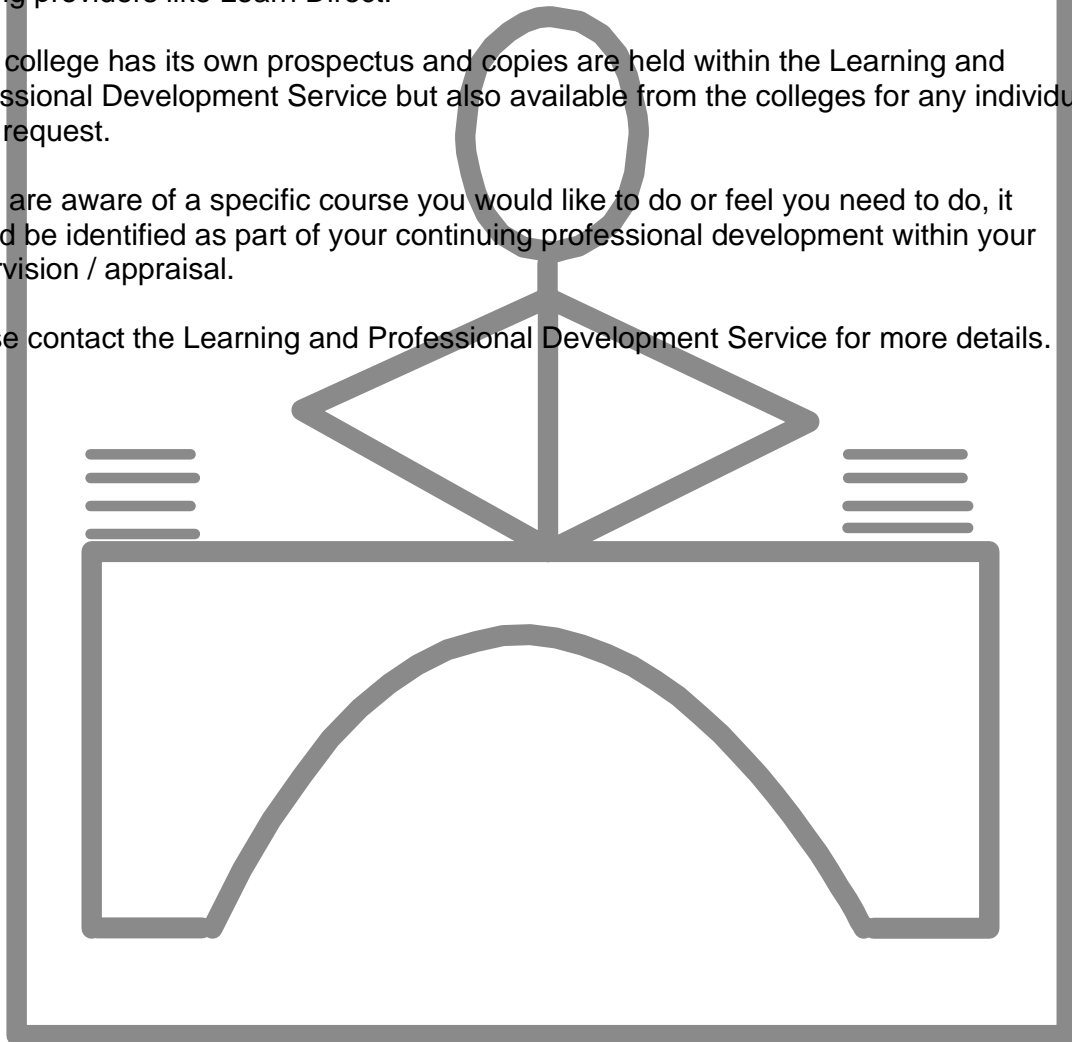 providers like Learn Direct.
college has its own prospectus and copies are held within the Learning and
Development Service but also available from the colleges for any
request.
are aware of a specific course you would like to do or feel you need to do, it
be identified as part of your continuing professional development within your
/ appraisal.
contact the Learning and Professional Development Service for more details.